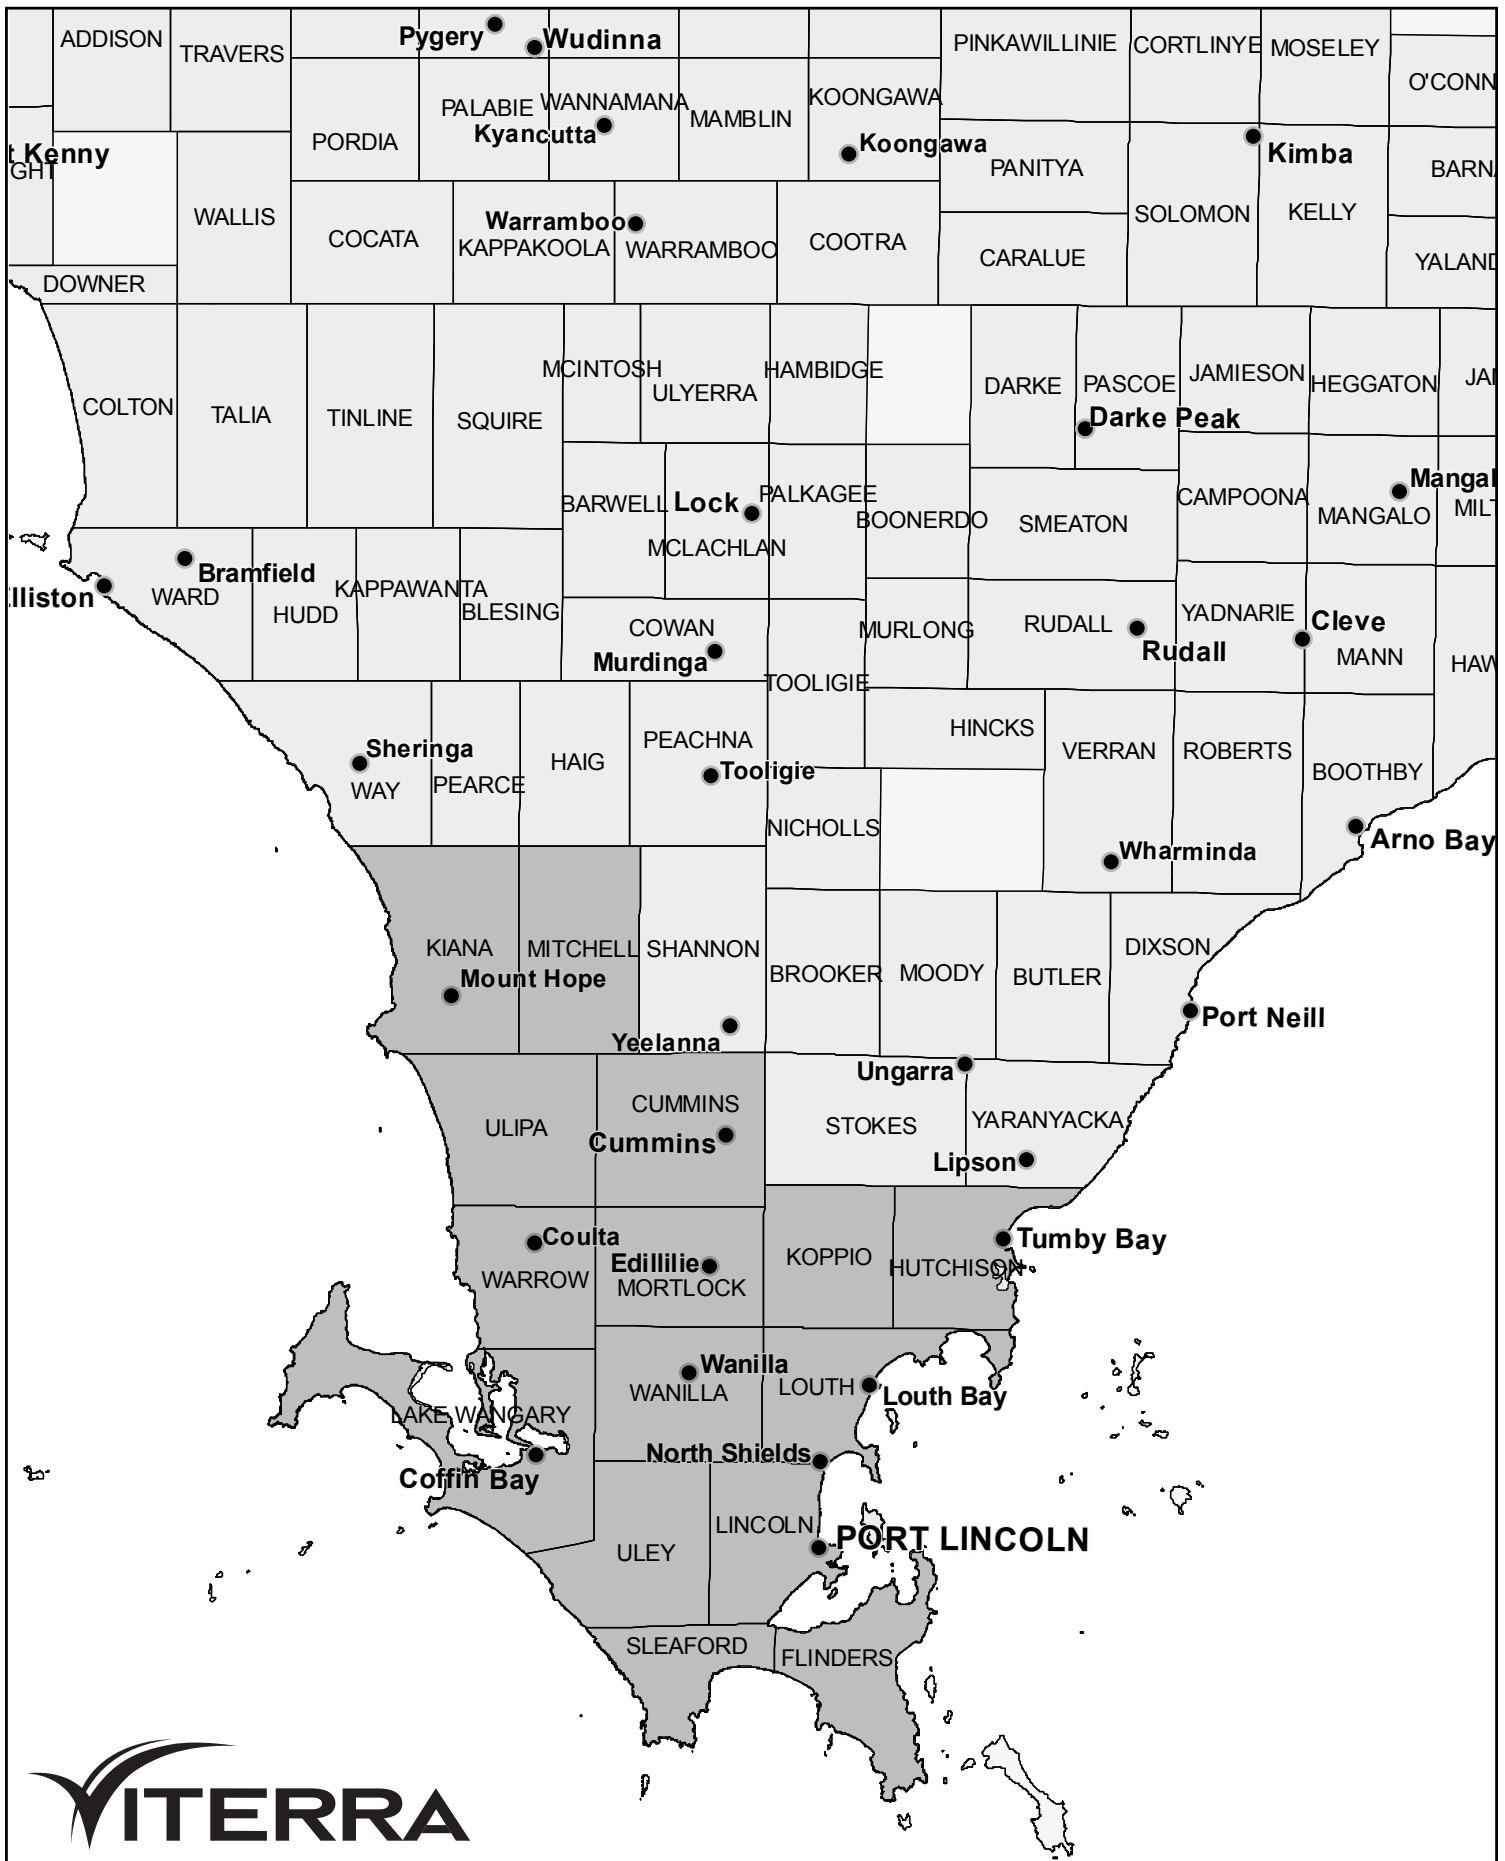 Pygery
Wudinna
ADDISON
TRAVERS
PINKAWILLINIE
CORTLINYE
MOSELEY
O'CONN
PALABIE
WANNAMANA
MAMBLIN
KOONGAWA
PORDIA
Kyancutta
Koongawa
Kimba
t Kenny
GHT
PANITYA
BARN
WALLIS
COCATA
Warramboo
KAPPAKOOLA
WARRAMBOO
COOTRA
SOLOMON
KELLY
CARALUE
YALAND
DOWNER
COLTON
TALIA
TINLINE
SQUIRE
MCINTOSH
ULYERRA
HAMBIDGE
DARKE
PASCOE
JAMIESON
HEGGATON
JAM
Darke Peak
BARWELL
Lock
PALKAGEE
MCLACHLAN
BOONERDO
SMEATON
CAMPOONA
Mangal
MANGALO
MILT
Elliston
Bramfield
WARD
HUDD
KAPPAWANTA
BLESING
COWAN
Murdinga
TOOLIGIE
MURLONG
RUDALL
Rudall
YADNARIE
Cleve
MANN
HAW
Sheringa
WAY
PEARCE
HAIG
PEACHNA
Tooligie
HINCKS
VERRAN
ROBERTS
BOOTHBY
NICHOLLS
Wharminda
Arno Bay
KIANA
MITCHELL
SHANNON
Mount Hope
BROOKER
MOODY
BUTLER
DIXSON
Port Neill
Yeelanna
Ungarra
ULIPA
CUMMINS
Cummins
STOKES
YARANYACKA
Lipson
Coulta
WARROW
Edillilie
MORTLOCK
KOPPIO
HUTCHISON
Tumby Bay
Wanilla
WANILLA
LOUTH
Louth Bay
LAKE WANGARY
Coffin Bay
North Shields
LINCOLN
PORT LINCOLN
ULEY
SLEAFORD
FLINDERS
VITERRA